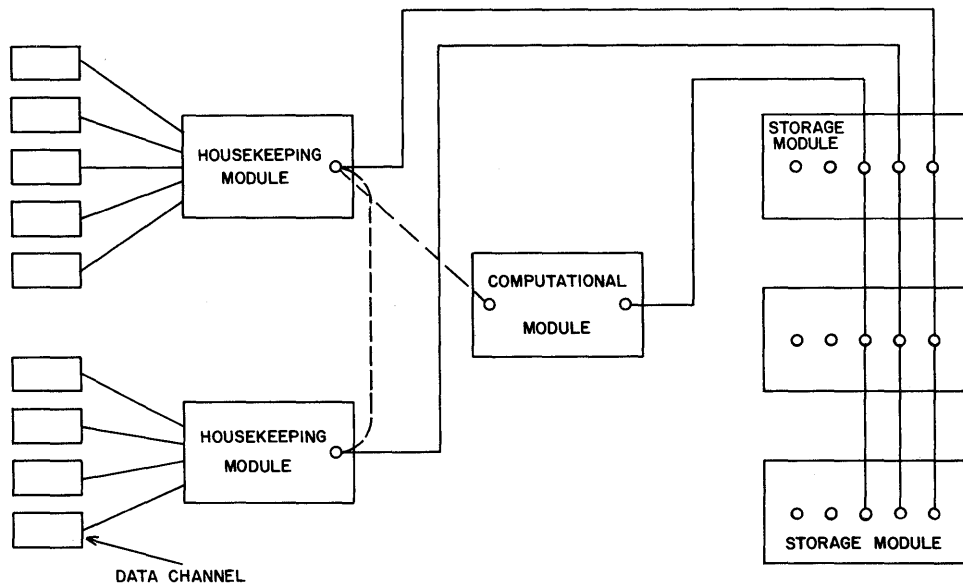 HOUSEKEEPING
MODULE
STORAGE
MODULE
COMPUTATIONAL
MODULE
HOUSEKEEPING
MODULE
STORAGE MODULE
DATA CHANNEL